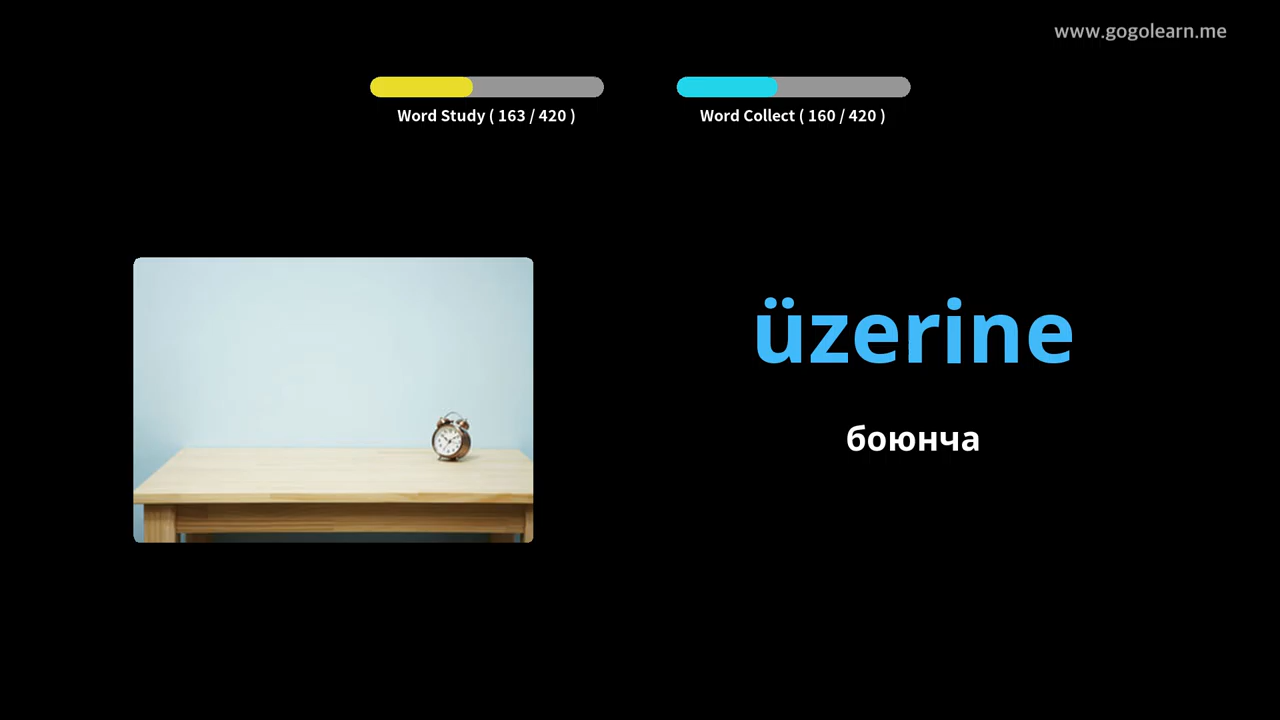 www.gogolearn.me
Word Study ( 163 / 420 )
Word Collect ( 160 / 420 )
üzerine
боюнча